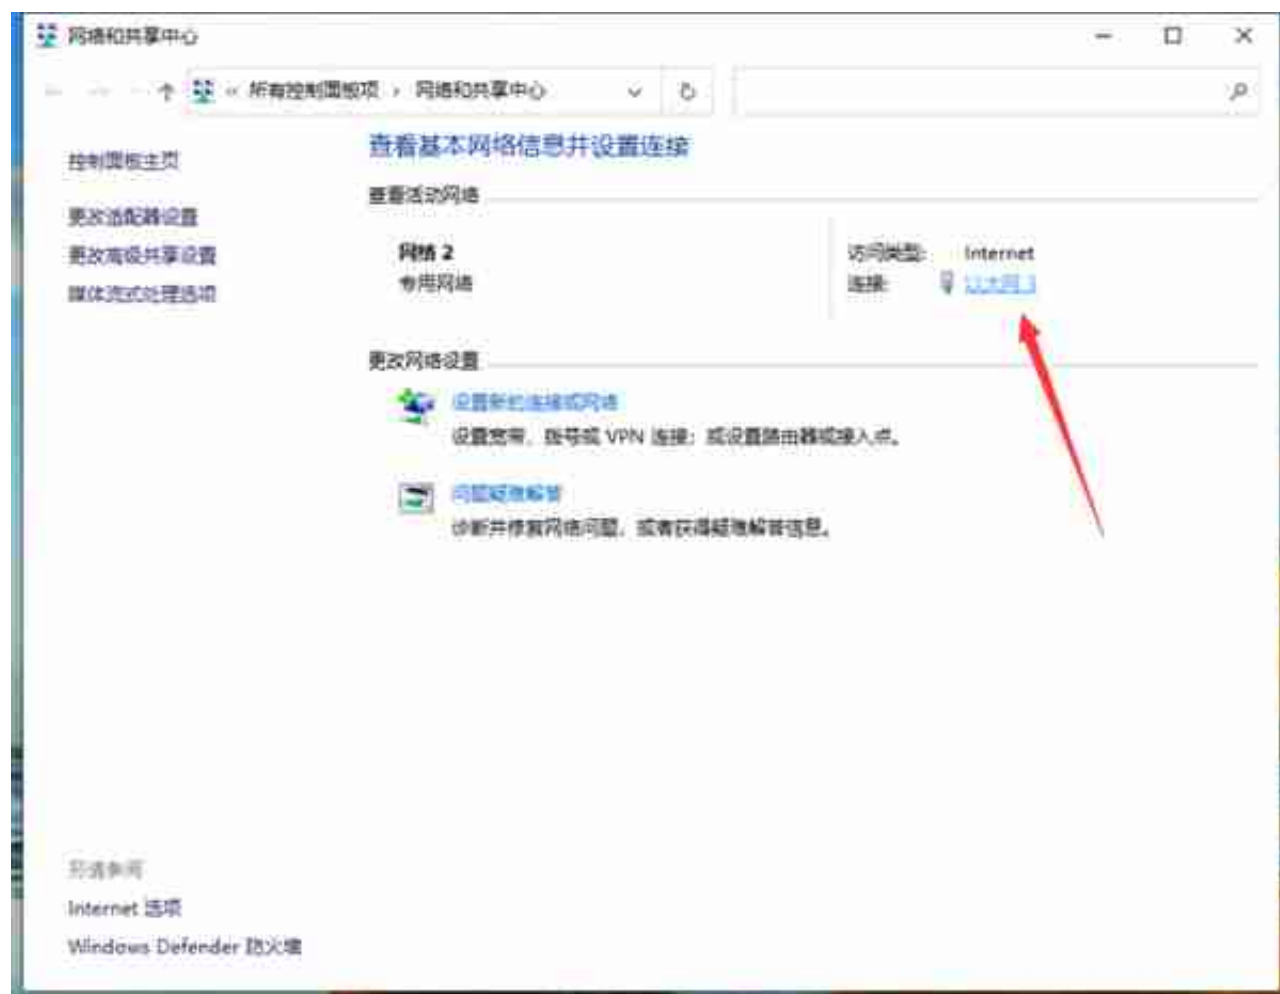 网络和共享中心
« 所有控制面板项 › 网络和共享中心
控制面板主页
更改适配器设置
更改高级共享设置
媒体流式处理选项
查看基本网络信息并设置连接
查看活动网络
网络 2
专用网络
访问类型: Internet
连接: 以太网 3
更改网络设置
设置新的连接或网络
设置宽带、拨号或 VPN 连接；或设置路由器或接入点。
问题疑难解答
诊断并修复网络问题，或者获得疑难解答信息。
另请参阅
Internet 选项
Windows Defender 防火墙